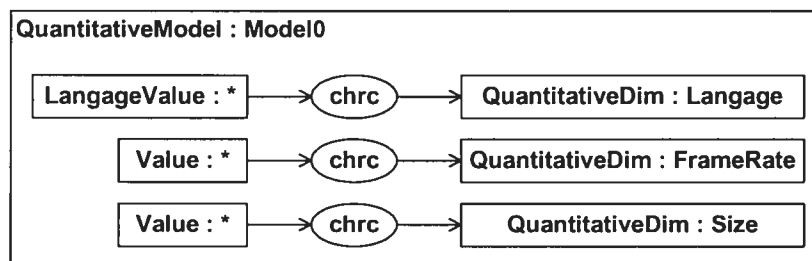 QuantitativeModel : Model0
LangageValue : * chrc QuantitativeDim : Langage
Value : * chrc QuantitativeDim : FrameRate
Value : * chrc QuantitativeDim : Size